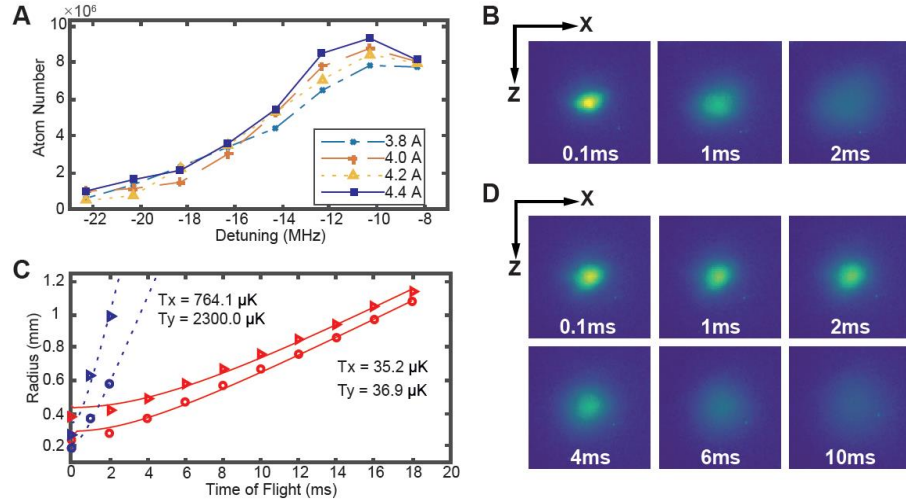 A
×10⁶
10
8
6
4
2
0
Atom Number
-22 -20 -18 -16 -14 -12 -10 -8
Detuning (MHz)
3.8 A
4.0 A
4.2 A
4.4 A
B
X
Z
0.1ms 1ms 2ms
C
1.2
1.0
0.8
0.6
0.4
0.2
Radius (mm)
Tx = 764.1 μK
Ty = 2300.0 μK
Tx = 35.2 μK
Ty = 36.9 μK
0 2 4 6 8 10 12 14 16 18 20
Time of Flight (ms)
D
X
Z
0.1ms 1ms 2ms
4ms 6ms 10ms